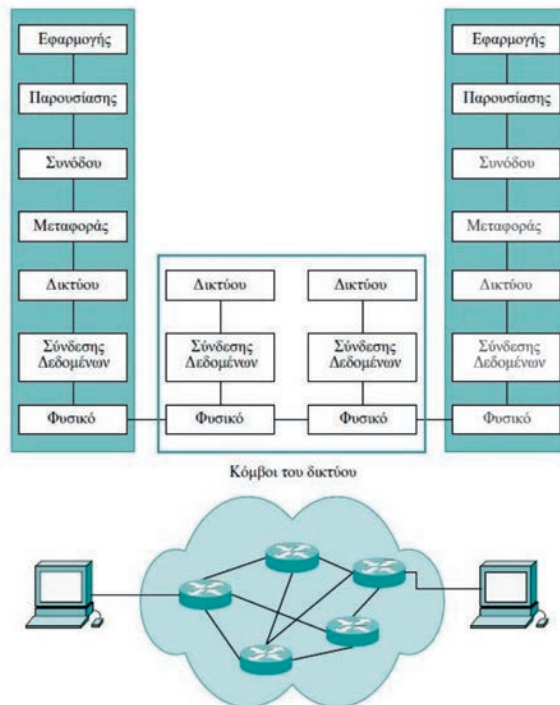 Εφαρμογής
Παρουσίασης
Συνόδου
Μεταφοράς
Δικτύου
Σύνδεσης
Δεδομένων
Φυσικό
Δικτύου
Σύνδεσης
Δεδομένων
Φυσικό
Δικτύου
Σύνδεσης
Δεδομένων
Φυσικό
Εφαρμογής
Παρουσίασης
Συνόδου
Μεταφοράς
Δικτύου
Σύνδεσης
Δεδομένων
Φυσικό
Κόμβοι του δικτύου